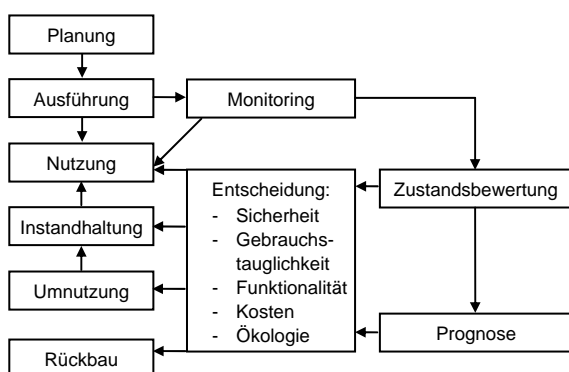 Planung
Ausführung
Monitoring
Nutzung
Instandhaltung
Umnutzung
Rückbau
Entscheidung:
- Sicherheit
- Gebrauchs-
tauglichkeit
- Funktionalität
- Kosten
- Ökologie
Zustandsbewertung
Prognose